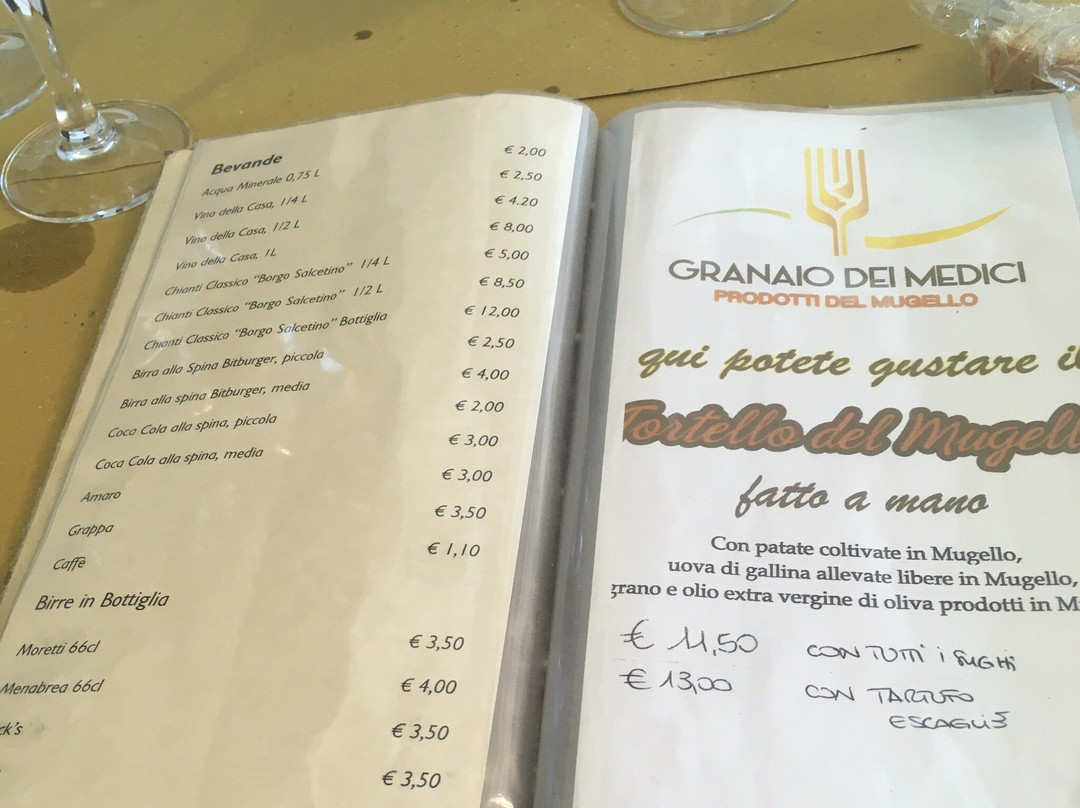 Bevande
Acqua Minerale 0,75 L € 2,00
Vino della Casa, 1/4 L € 2,50
Vino della Casa, 1/2 L € 4.20
Vino della Casa, 1L € 8,00
Chianti Classico "Borgo Salcetino" 1/4 L € 5,00
Chianti Classico "Borgo Salcetino" 1/2 L € 8,50
Chianti Classico "Borgo Salcetino" Bottiglia € 12,00
Birra alla Spina Bitburger, piccola € 2,50
Birra alla spina Bitburger, media € 4,00
Coca Cola alla spina, piccola € 2,00
Coca Cola alla spina, media € 3,00
Amaro € 3,00
Grappa € 3,50
Caffè € 1,10
Birre in Bottiglia
Moretti 66cl € 3,50
Menabrea 66cl € 4,00
ck's € 3,50
€ 3,50
GRANAIO DEI MEDICI
PRODOTTI DEL MUGELLO
qui potete gustare il
Tortello del Mugell
fatto a mano
Con patate coltivate in Mugello,
uova di gallina allevate libere in Mugello,
grano e olio extra vergine di oliva prodotti in M
€ 11,50 CON TUTTI I SUGHI
€ 13,00 CON TARTUFO